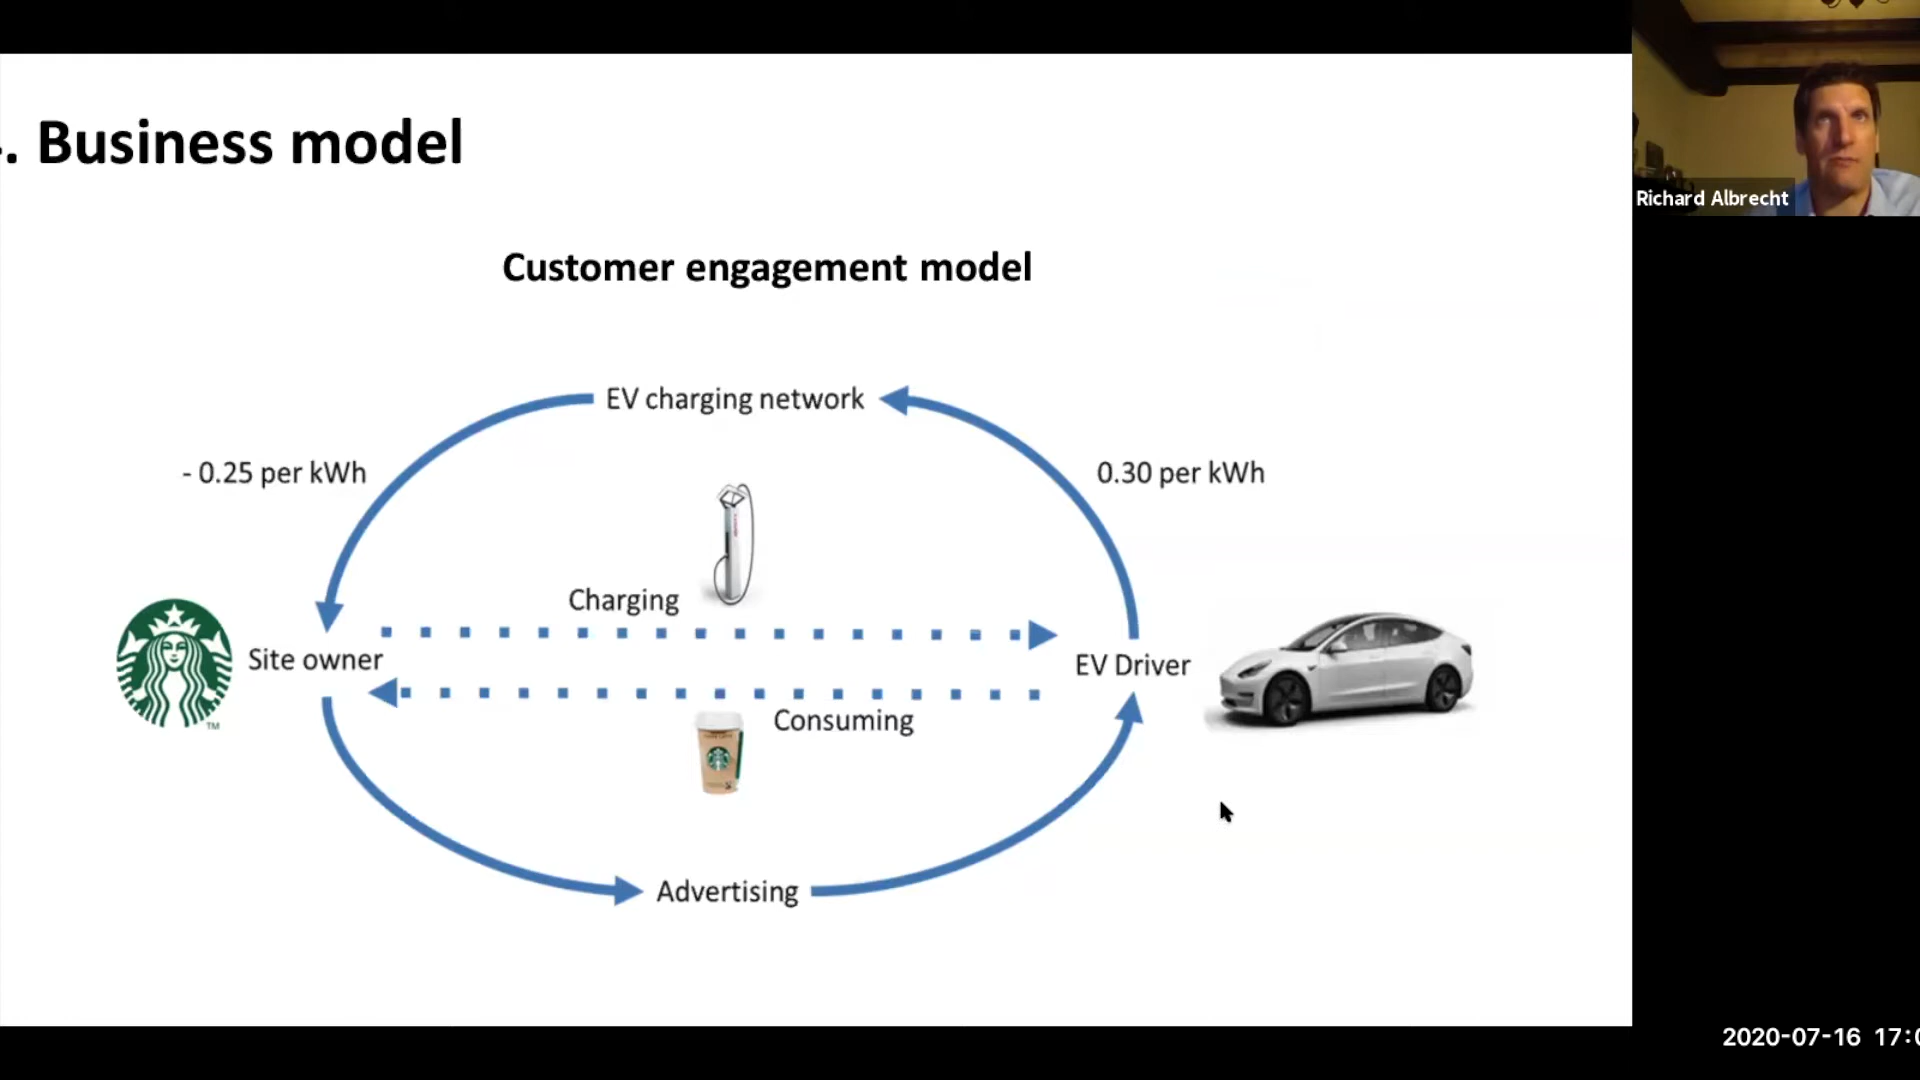 . Business model
Customer engagement model
EV charging network
- 0.25 per kWh
0.30 per kWh
Charging
Site owner
EV Driver
Consuming
Advertising
TM
Richard Albrecht
2020-07-16 17:0